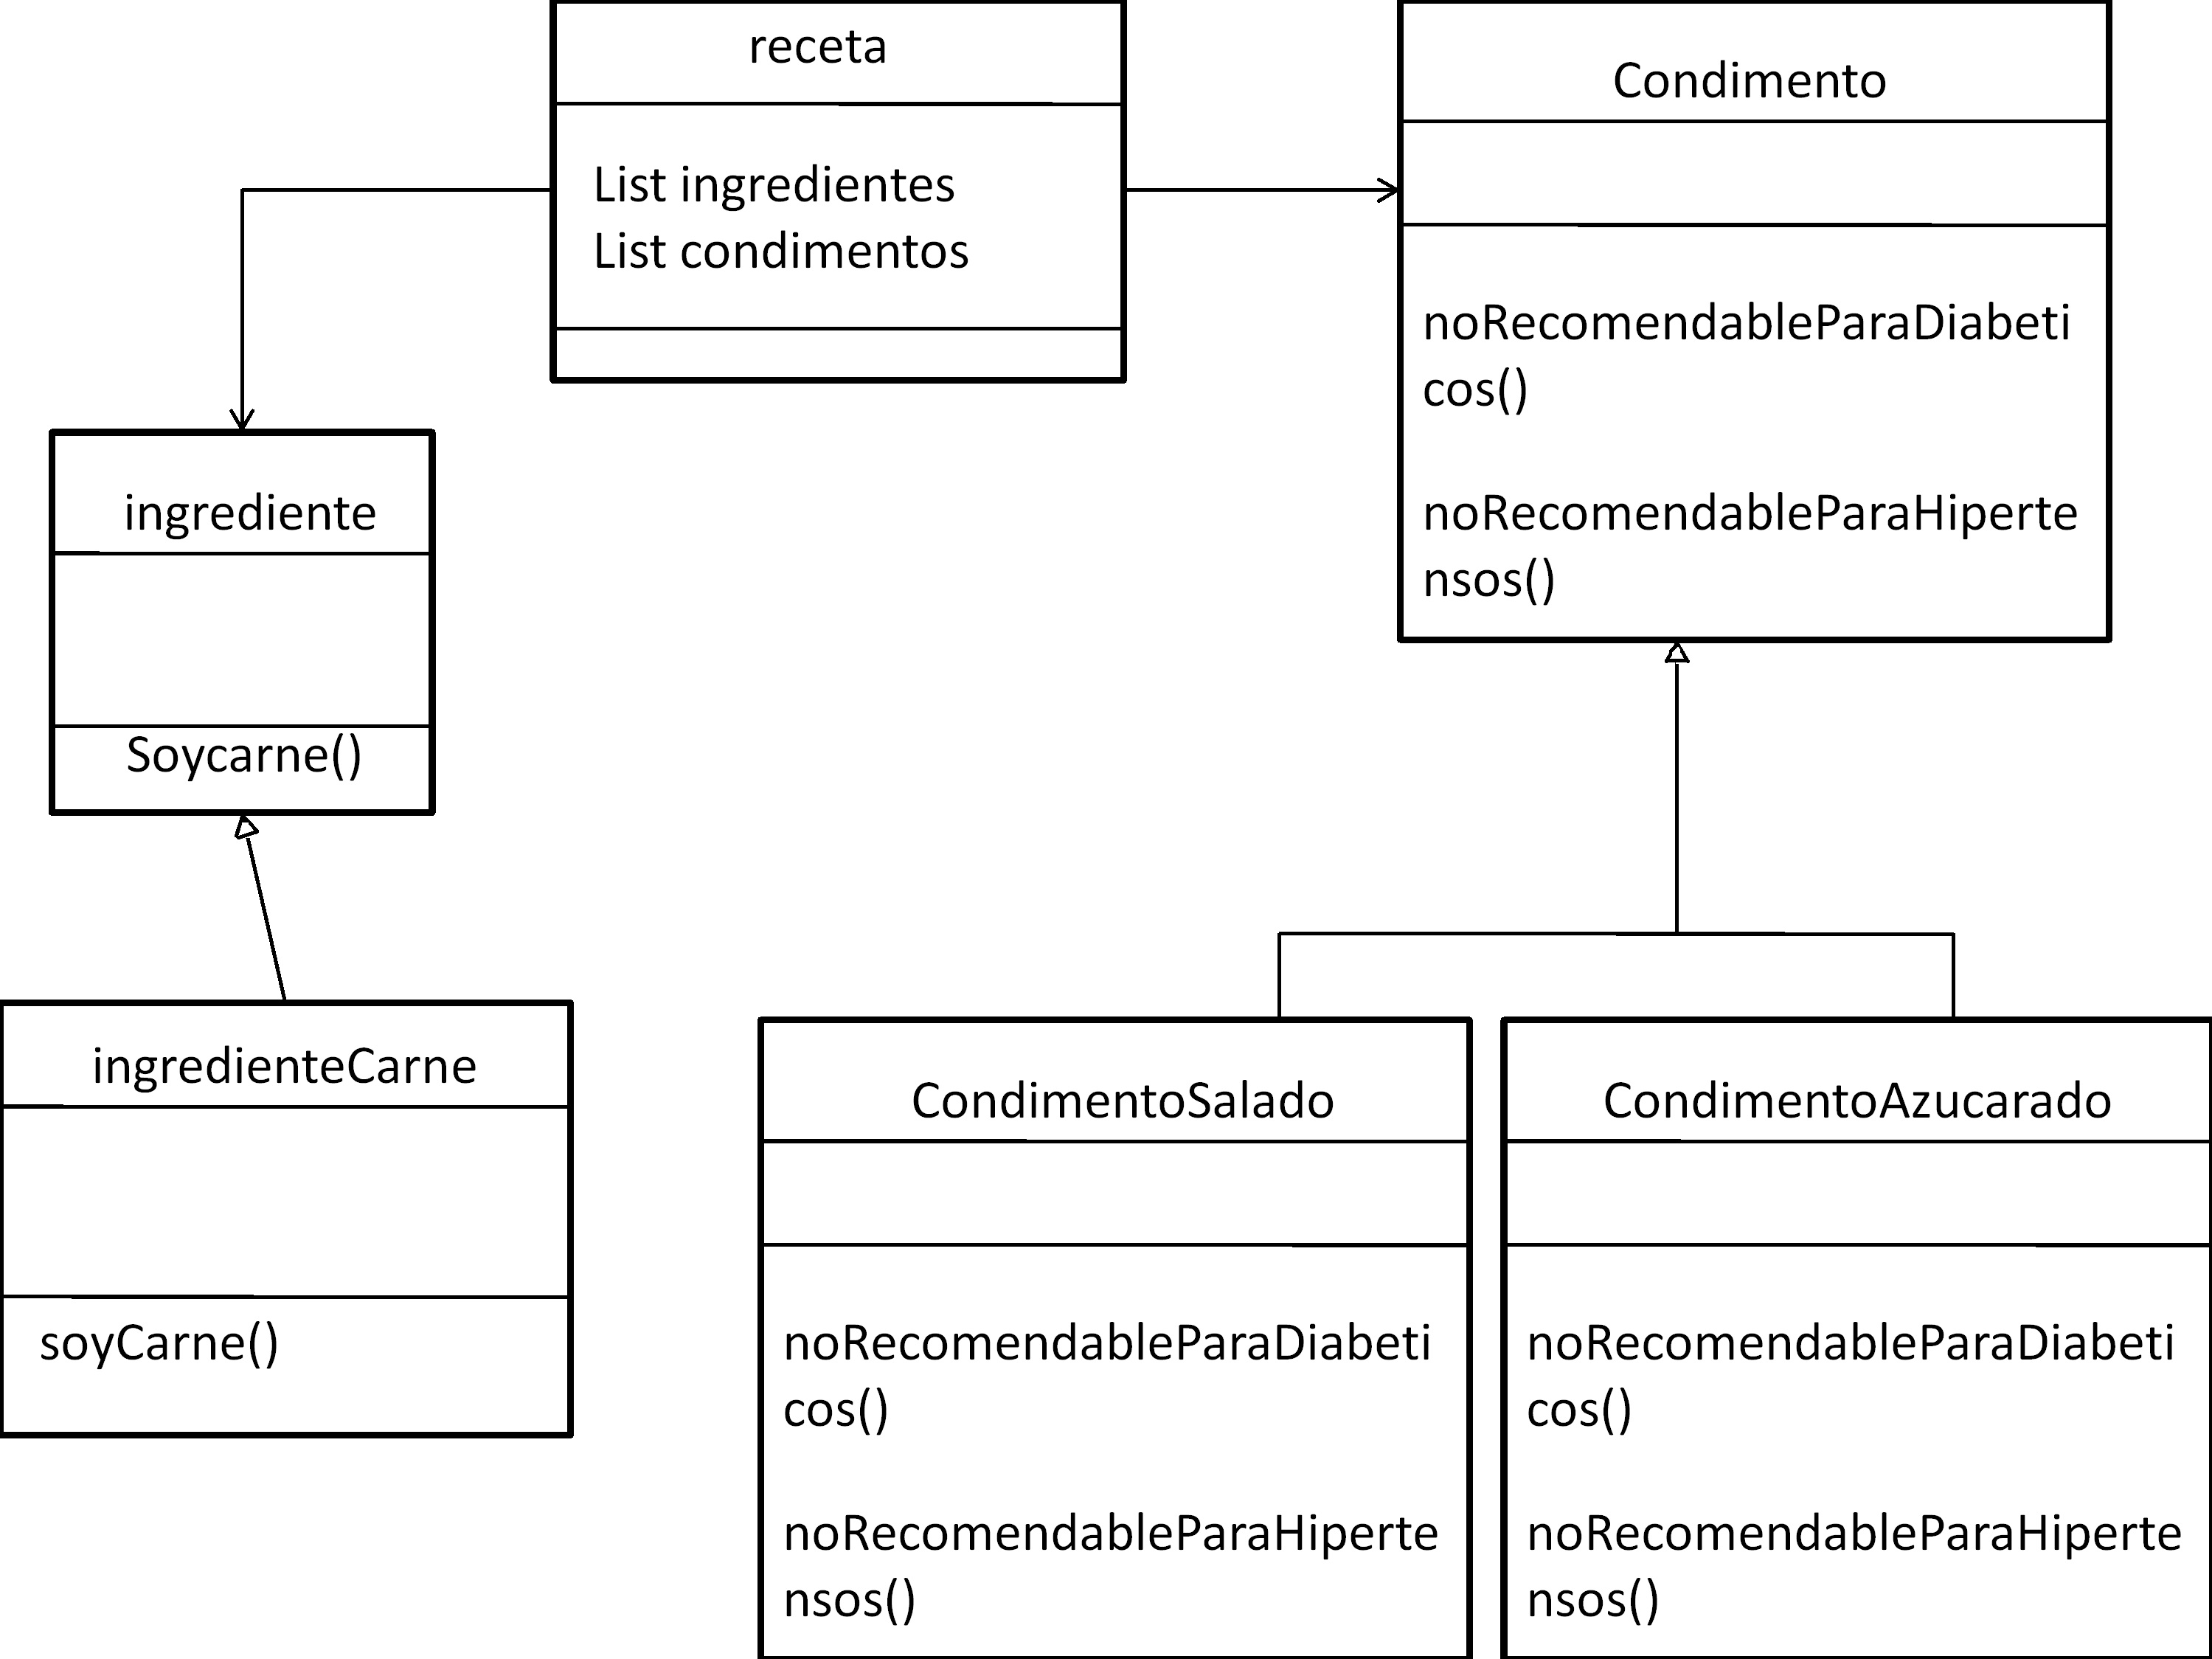 receta
List ingredientes
List condimentos
Condimento
noRecomendableParaDiabeti
cos()
noRecomendableParaHiperte
nsos()
ingrediente
Soycarne()
ingredienteCarne
soyCarne()
CondimentoSalado
noRecomendableParaDiabeti
cos()
noRecomendableParaHiperte
nsos()
CondimentoAzucarado
noRecomendableParaDiabeti
cos()
noRecomendableParaHiperte
nsos()